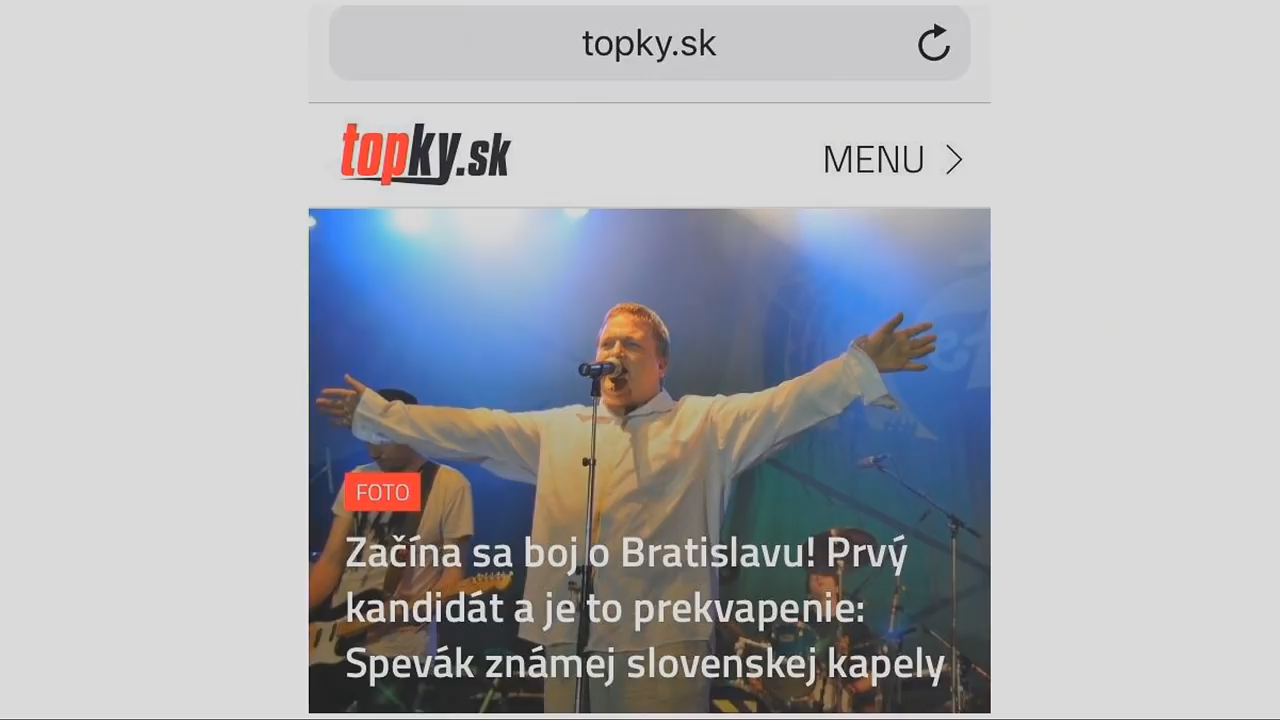 topky.sk
topky.sk
MENU
FOTO
Začína sa boj o Bratislavu! Prvý
kandidát a je to prekvapenie:
Spevák známej slovenskej kapely